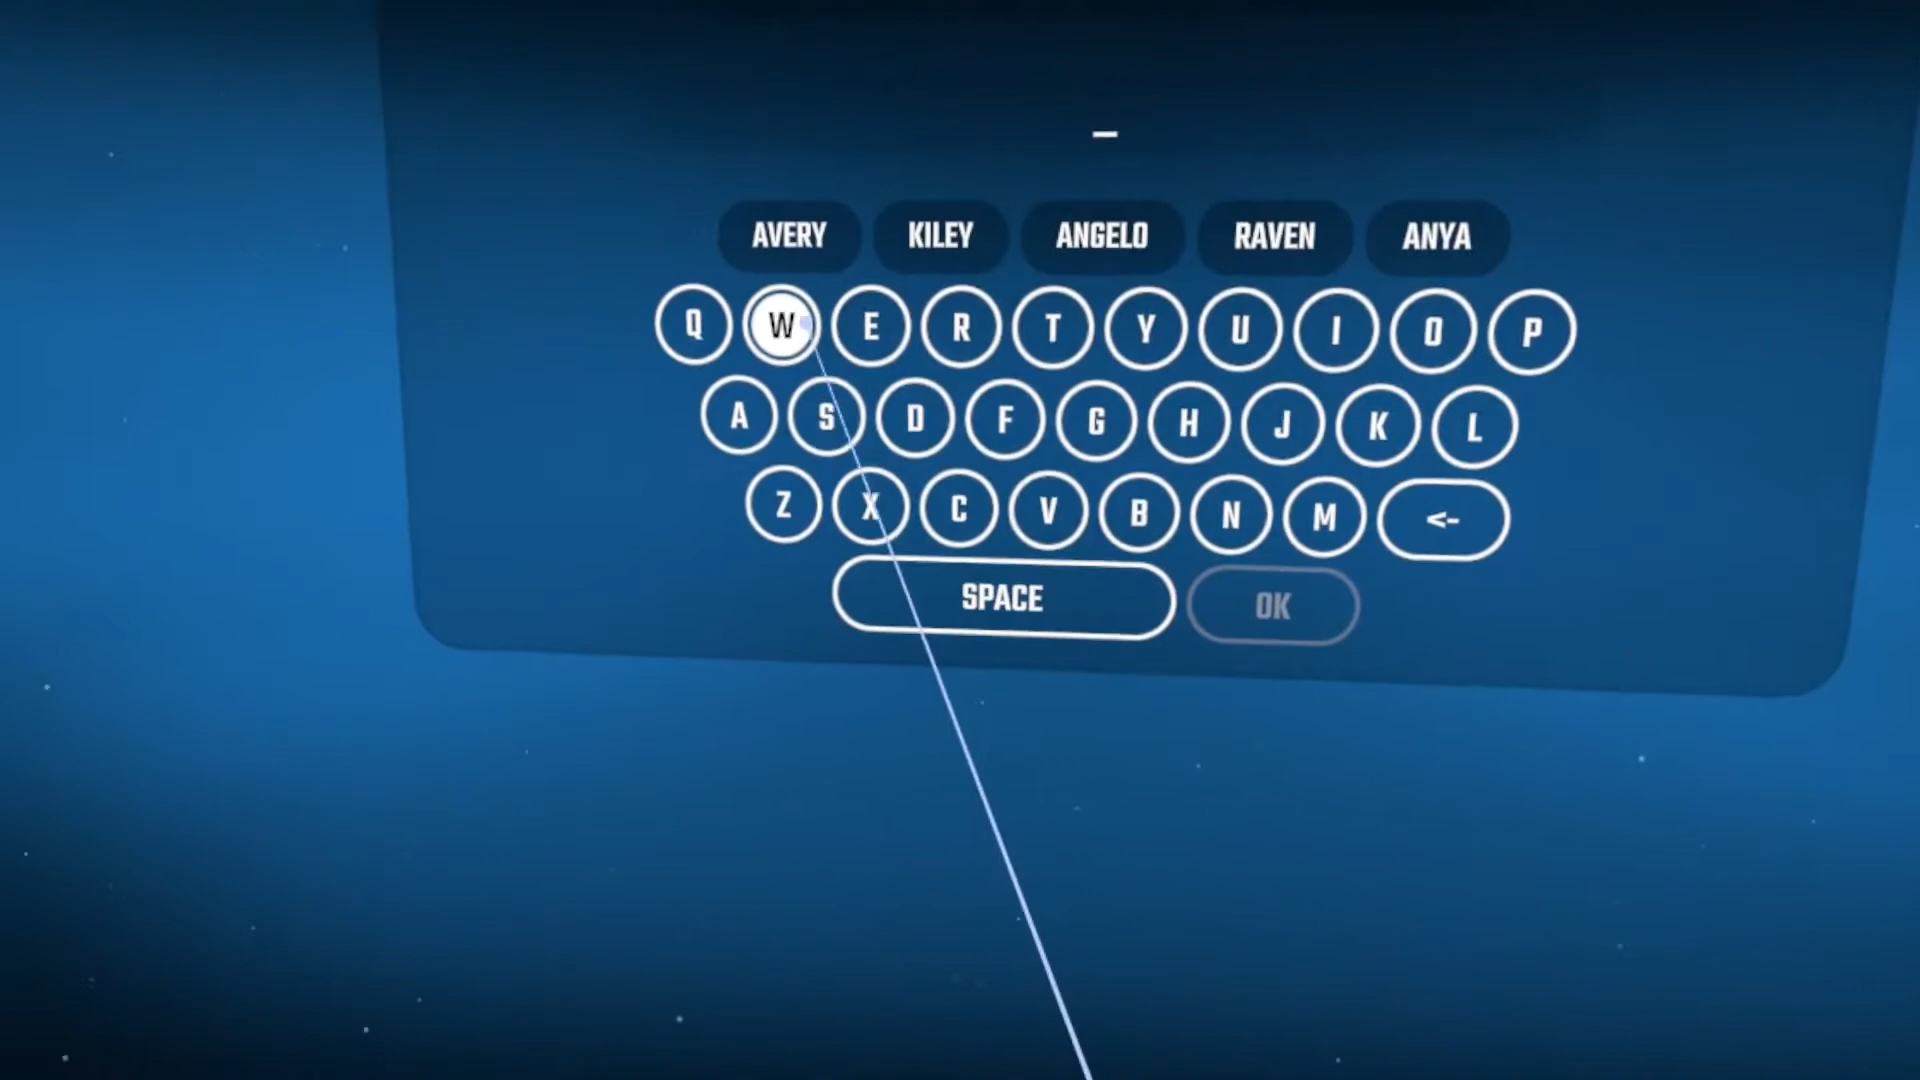 _
AVERY KILEY ANGELO RAVEN ANYA
Q W E R T Y U I O P
A S D F G H J K L
Z X C V B N M <-
SPACE OK